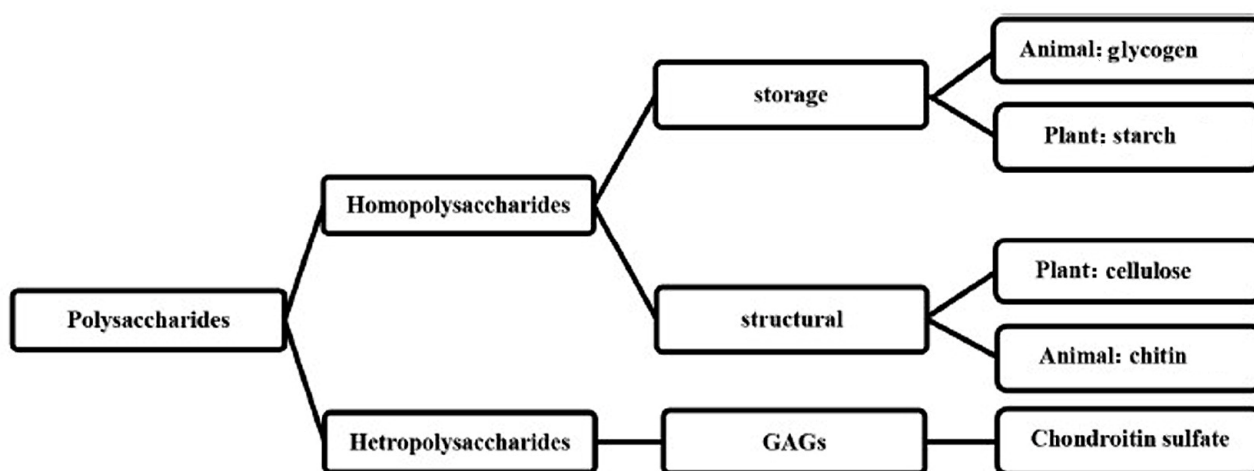 Polysaccharides
Homopolysaccharides
storage
Animal: glycogen
Plant: starch
structural
Plant: cellulose
Animal: chitin
Hetropolysaccharides
GAGs
Chondroitin sulfate